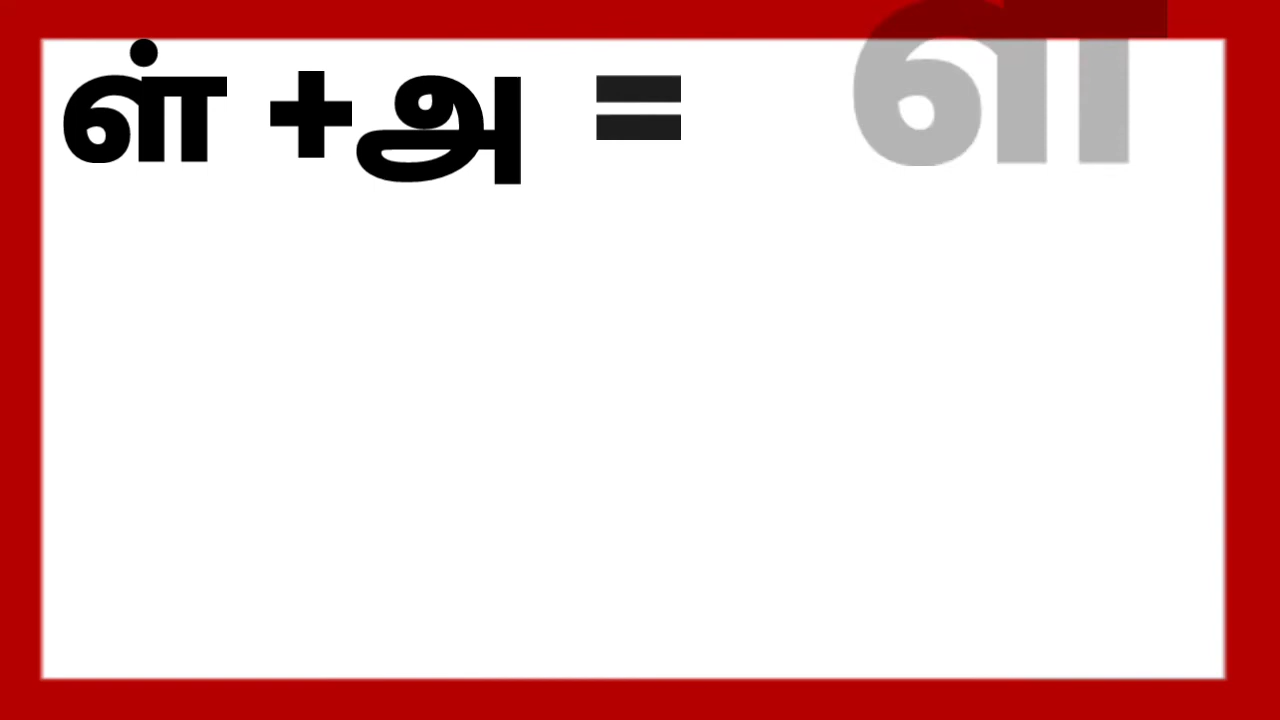 ள் +அ = ள